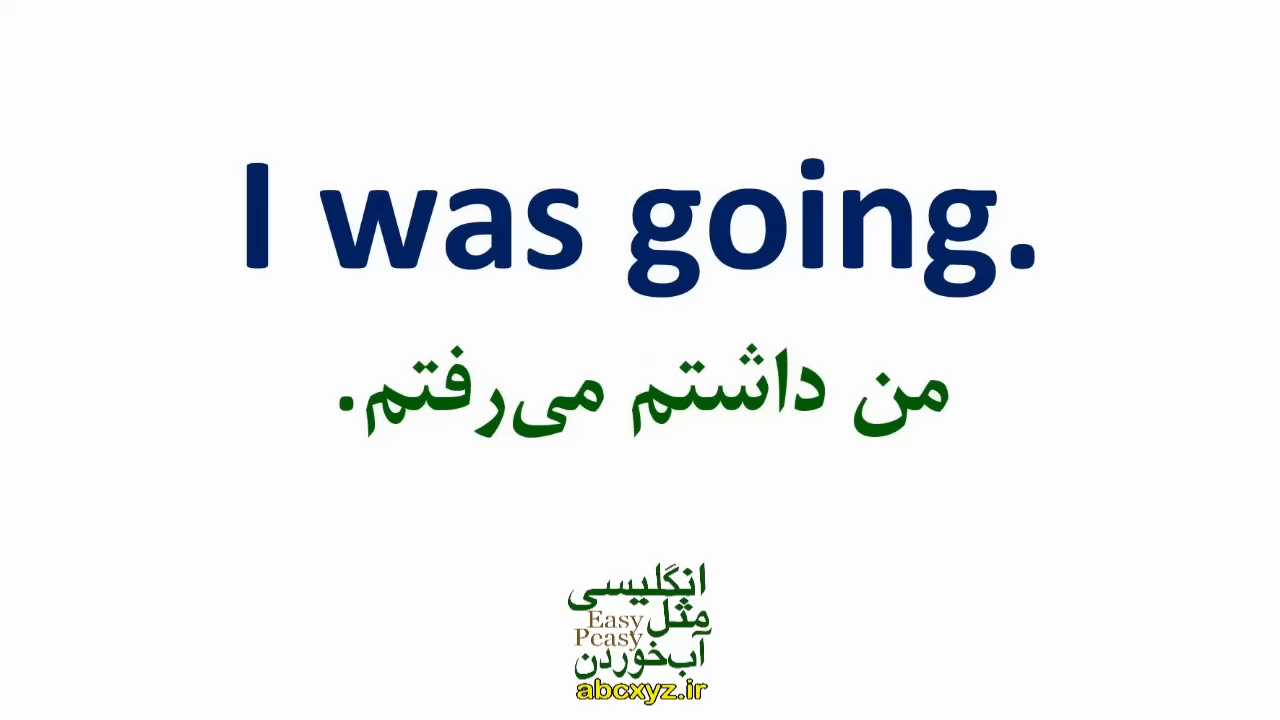 I was going.
من داشتم می‌رفتم.
انگلیسی
مثل Easy
Peasy
آب‌خوردن
abcxyz.ir